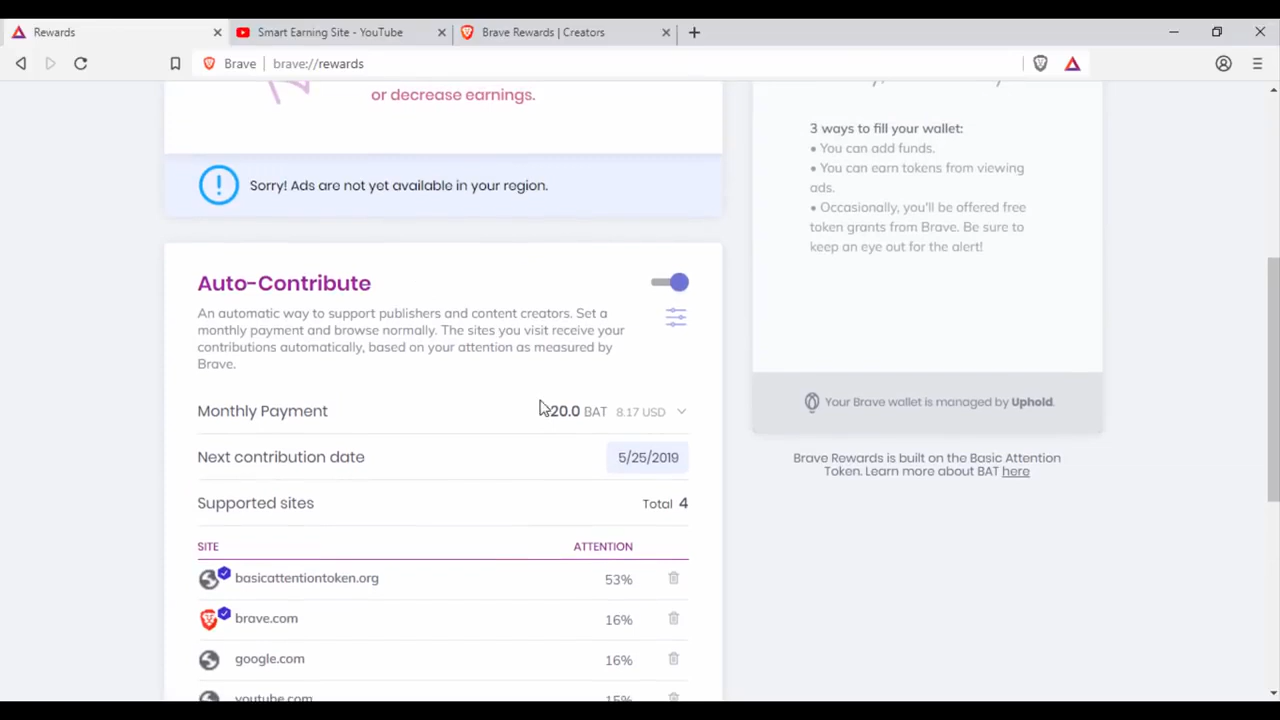 Rewards
Smart Earning Site - YouTube
Brave Rewards | Creators
Brave
brave://rewards
or decrease earnings.
Sorry! Ads are not yet available in your region.
Auto-Contribute
An automatic way to support publishers and content creators. Set a
monthly payment and browse normally. The sites you visit receive your
contributions automatically, based on your attention as measured by
Brave.
Monthly Payment 20.0 BAT 8.17 USD
Next contribution date 5/25/2019
Supported sites Total 4
SITE ATTENTION
basicattentiontoken.org 53%
brave.com 16%
google.com 16%
youtube.com 15%
3 ways to fill your wallet:
• You can add funds.
• You can earn tokens from viewing
ads.
• Occasionally, you'll be offered free
token grants from Brave. Be sure to
keep an eye out for the alert!
Your Brave wallet is managed by Uphold.
Brave Rewards is built on the Basic Attention
Token. Learn more about BAT here